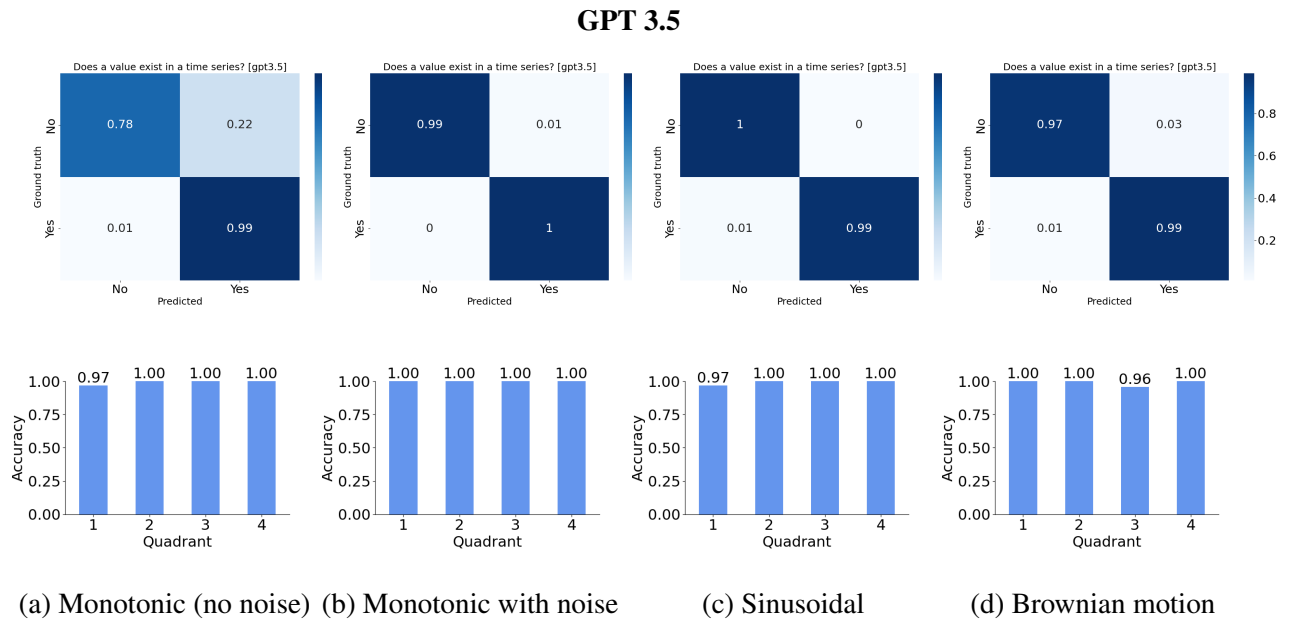 GPT 3.5
Does a value exist in a time series? [gpt3.5]
No
0.78
0.22
Ground truth
Yes
0.01
0.99
No
Yes
Predicted
Does a value exist in a time series? [gpt3.5]
No
0.99
0.01
Ground truth
Yes
0
1
No
Yes
Predicted
Does a value exist in a time series? [gpt3.5]
No
1
0
Ground truth
Yes
0.01
0.99
No
Yes
Predicted
Does a value exist in a time series? [gpt3.5]
No
0.97
0.03
Ground truth
Yes
0.01
0.99
No
Yes
Predicted
0.8
0.6
0.4
0.2
0.97 1.00 1.00 1.00
1.00
0.75
0.50
0.25
0.00
Accuracy
1 2 3 4
Quadrant
1.00 1.00 1.00 1.00
1.00
0.75
0.50
0.25
0.00
Accuracy
1 2 3 4
Quadrant
0.97 1.00 1.00 1.00
1.00
0.75
0.50
0.25
0.00
Accuracy
1 2 3 4
Quadrant
1.00 1.00 0.96 1.00
1.00
0.75
0.50
0.25
0.00
Accuracy
1 2 3 4
Quadrant
(a) Monotonic (no noise)
(b) Monotonic with noise
(c) Sinusoidal
(d) Brownian motion